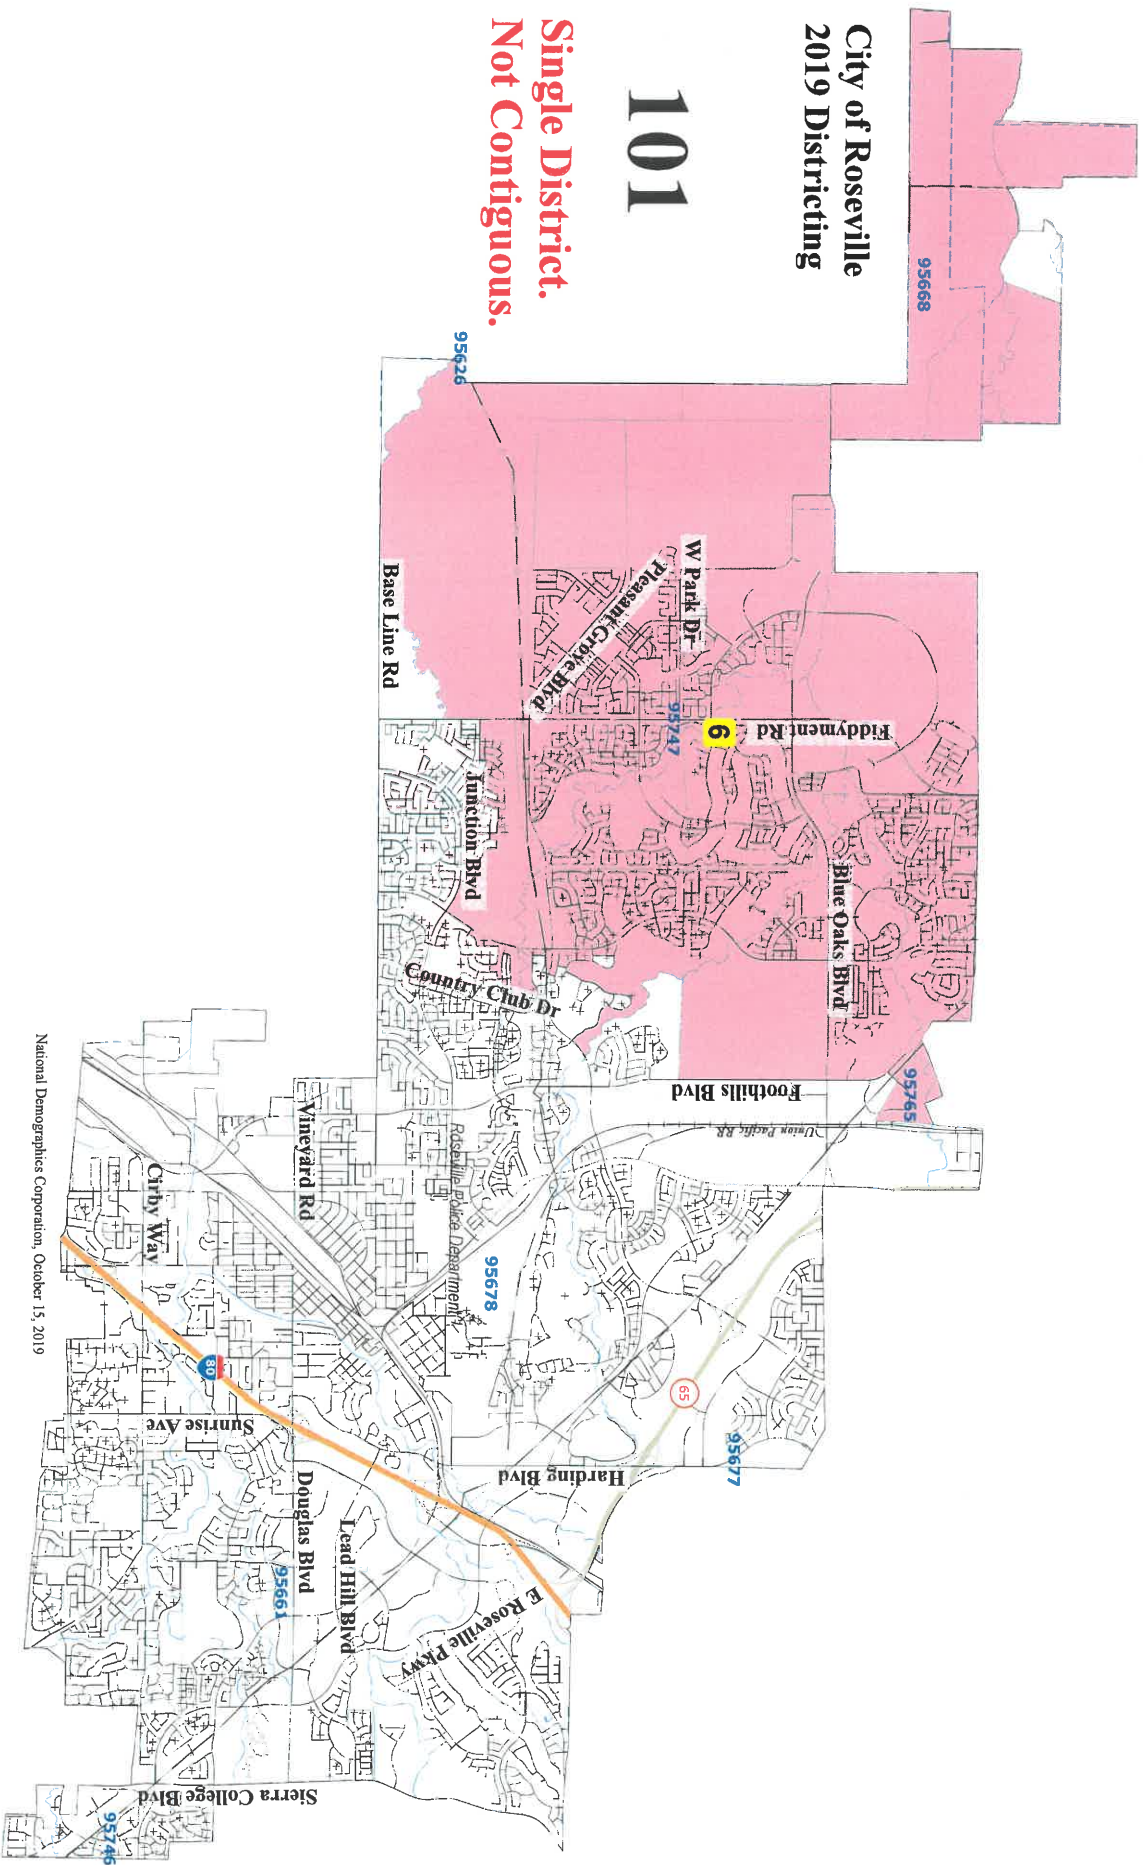 City of Roseville
2019 Districting
101
Single District.
Not Contiguous.
95668
95626
W Park Dr
Pleasant Grove Blvd
Base Line Rd
95747
6
Fiddyment Rd
Junction Blvd
Blue Oaks Blvd
Country Club Dr
Foothills Blvd
95765
Union Pacific RR
Roseville Police Department
Vineyard Rd
Cirby Way
95678
80
65
Sunrise Ave
Harding Blvd
95677
Douglas Blvd
Lead Hill Blvd
95661
E Roseville Pkwy
Sierra College Blvd
95746
National Demographics Corporation, October 15, 2019